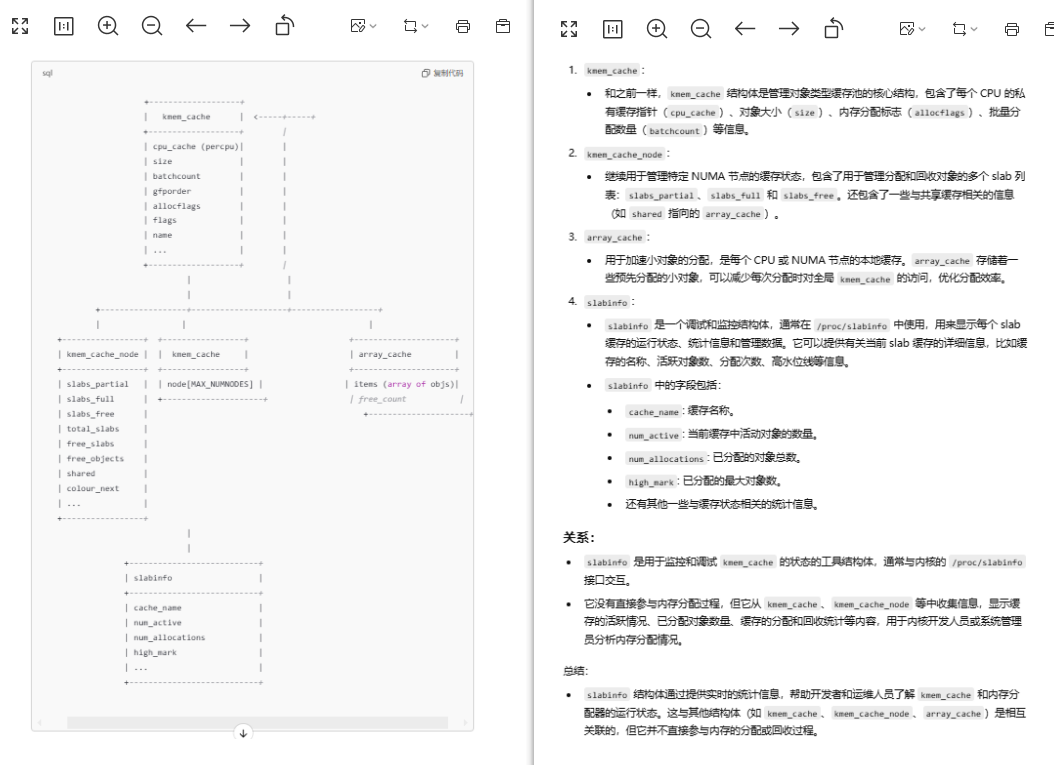 sql 复制代码
+-------------------+
| kmem_cache | <-----+-----+
+-------------------+ /
| cpu_cache (percpu)| |
| size | |
| batchcount | |
| gfporder | |
| allocflags | |
| flags | |
| name | |
| ... | |
+-------------------+ /
| |
| |
+------------------+--------------------+------------------+
| | |
+-----------------+ +-----------------+ +---------------------+
| kmem_cache_node | | kmem_cache | | array_cache |
+-----------------+ +-----------------+ +---------------------+
| slabs_partial | | node[MAX_NUMNODES] | | items (array of objs)|
| slabs_full | +---------------------+ | free_count |
| slabs_free | +---------------------+
| total_slabs |
| free_slabs |
| free_objects |
| shared |
| colour_next |
| ... |
+-----------------+
|
|
+---------------------------+
| slabinfo |
+---------------------------+
| cache_name |
| num_active |
| num_allocations |
| high_mark |
| ... |
+---------------------------+
1. kmem_cache：
• 和之前一样，kmem_cache 结构体是管理对象类型缓存池的核心结构，包含了每个 CPU 的私
有缓存指针（cpu_cache）、对象大小（size）、内存分配标志（allocflags）、批量分
配数量（batchcount）等信息。
2. kmem_cache_node：
• 继续用于管理特定 NUMA 节点的缓存状态，包含了用于管理分配和回收对象的多个 slab 列
表：slabs_partial、slabs_full 和 slabs_free。还包含了一些与共享缓存相关的信息
（如 shared 指向的 array_cache）。
3. array_cache：
• 用于加速小对象的分配，是每个 CPU 或 NUMA 节点的本地缓存。array_cache 存储着一
些预先分配的小对象，可以减少每次分配时对全局 kmem_cache 的访问，优化分配效率。
4. slabinfo：
• slabinfo 是一个调试和监控结构体，通常在 /proc/slabinfo 中使用，用来显示每个 slab
缓存的运行状态、统计信息和管理数据。它可以提供有关当前 slab 缓存的详细信息，比如缓
存的名称、活跃对象数、分配次数、高水位线等信息。
• slabinfo 中的字段包括：
• cache_name：缓存名称。
• num_active：当前缓存中活动对象的数量。
• num_allocations：已分配的对象总数。
• high_mark：已分配的最大对象数。
• 还有其他一些与缓存状态相关的统计信息。
关系：
• slabinfo 是用于监控和调试 kmem_cache 的状态的工具结构体，通常与内核的 /proc/slabinfo
接口交互。
• 它没有直接参与内存分配过程，但它从 kmem_cache、kmem_cache_node 等中收集信息，显示缓
存的活跃情况、已分配对象数量、缓存的分配和回收统计等内容，用于内核开发人员或系统管理
员分析内存分配情况。
总结：
• slabinfo 结构体通过提供实时的统计信息，帮助开发者和运维人员了解 kmem_cache 和内存分
配器的运行状态。这与其他结构体（如 kmem_cache、kmem_cache_node、array_cache）是相互
关联的，但它并不直接参与内存的分配或回收过程。